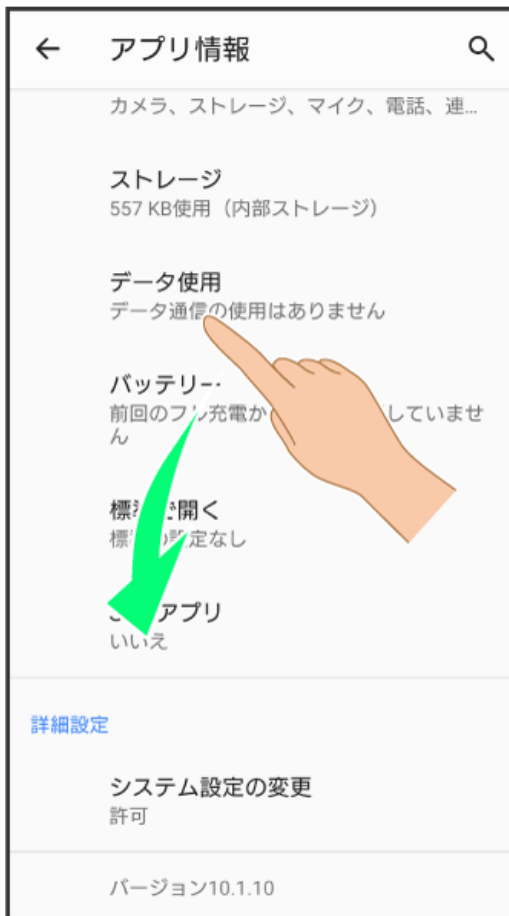 アプリ情報
カメラ、ストレージ、マイク、電話、連...
ストレージ
557 KB使用（内部ストレージ）
データ使用
データ通信の使用はありません
バッテリー
前回のフル充電か していませ
ん
標 で開く
標 設定なし
アプリ
いいえ
詳細設定
システム設定の変更
許可
バージョン10.1.10